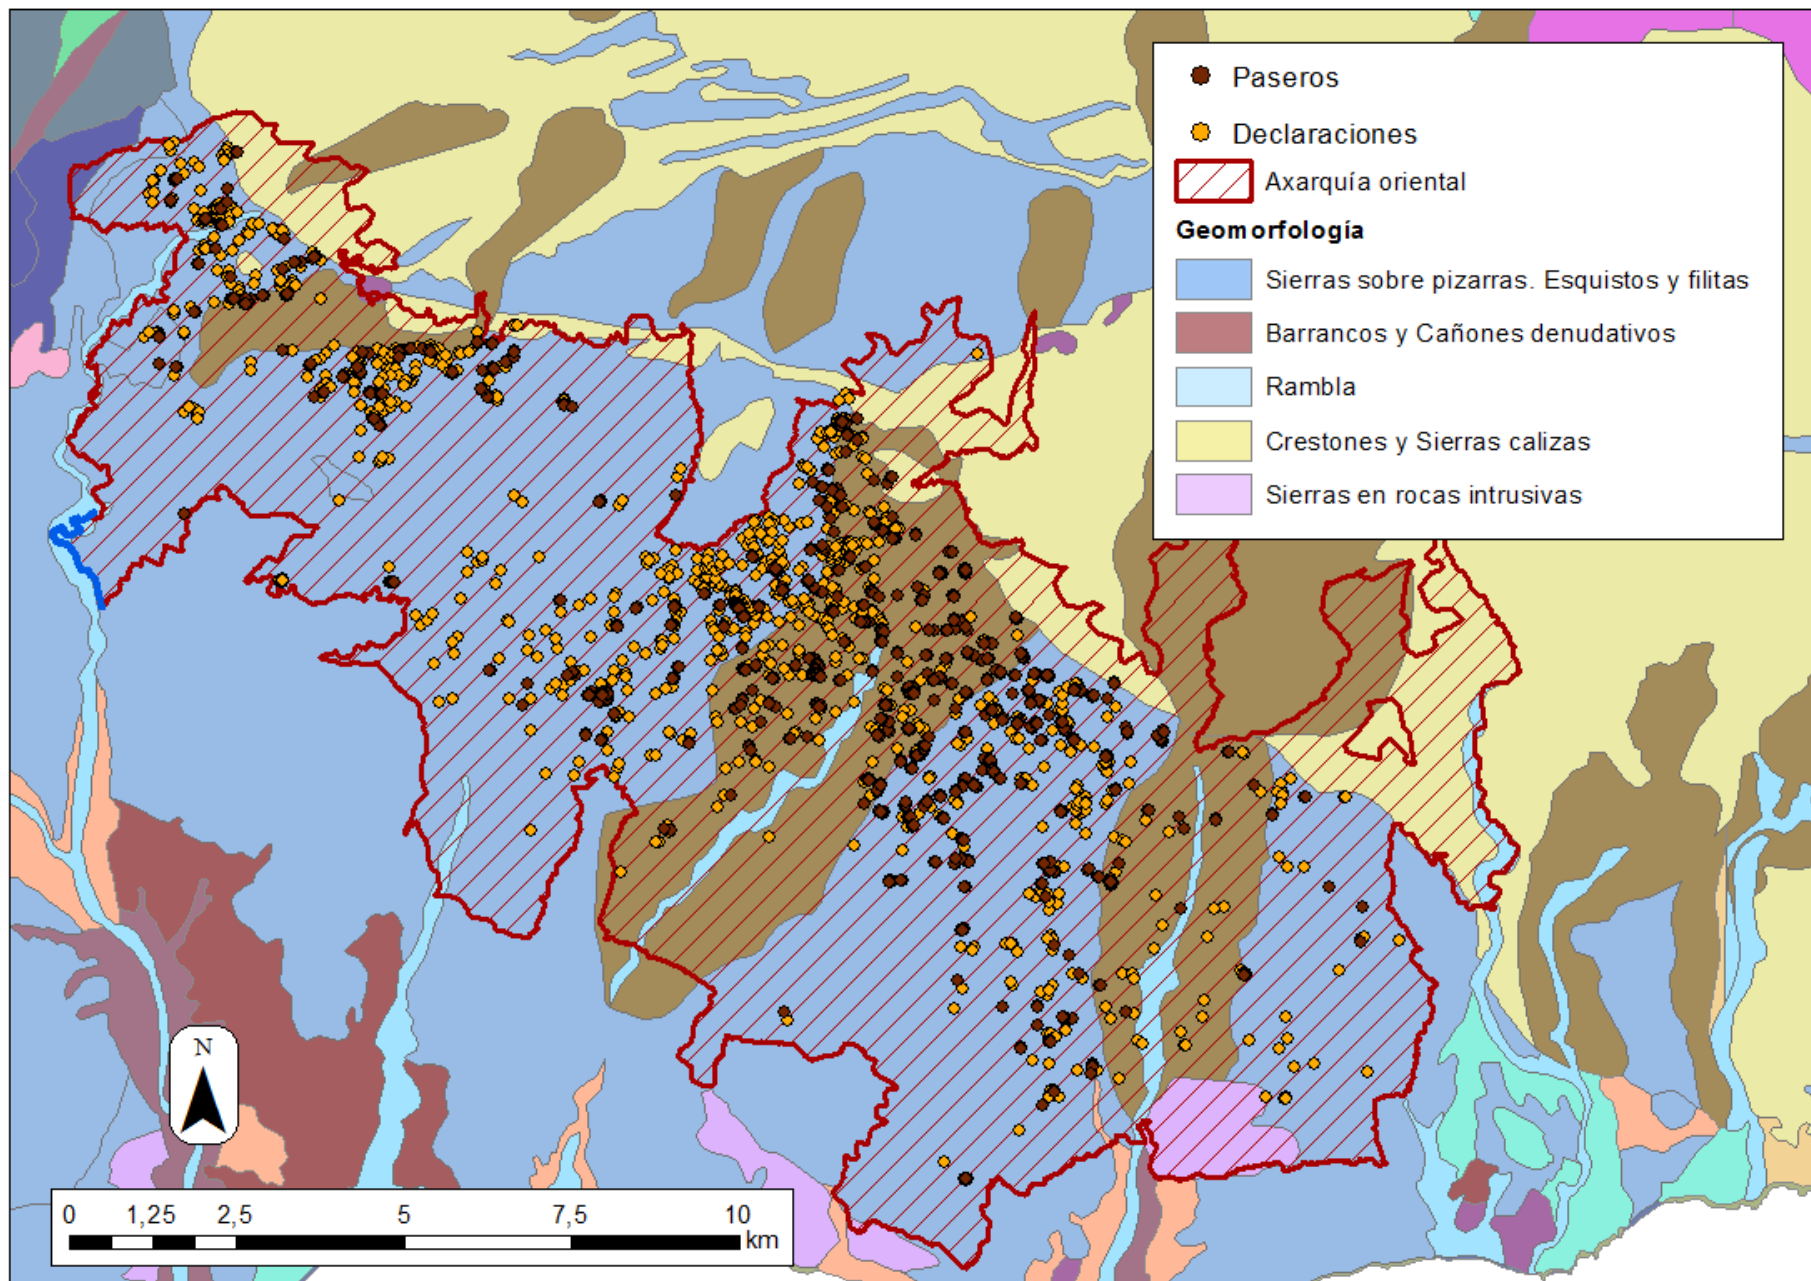 Paseros
Declaraciones
Axarquía oriental
Geomorfología
Sierras sobre pizarras. Esquistos y filitas
Barrancos y Cañones denudativos
Rambla
Crestones y Sierras calizas
Sierras en rocas intrusivas
N
0 1,25 2,5 5 7,5 10
km